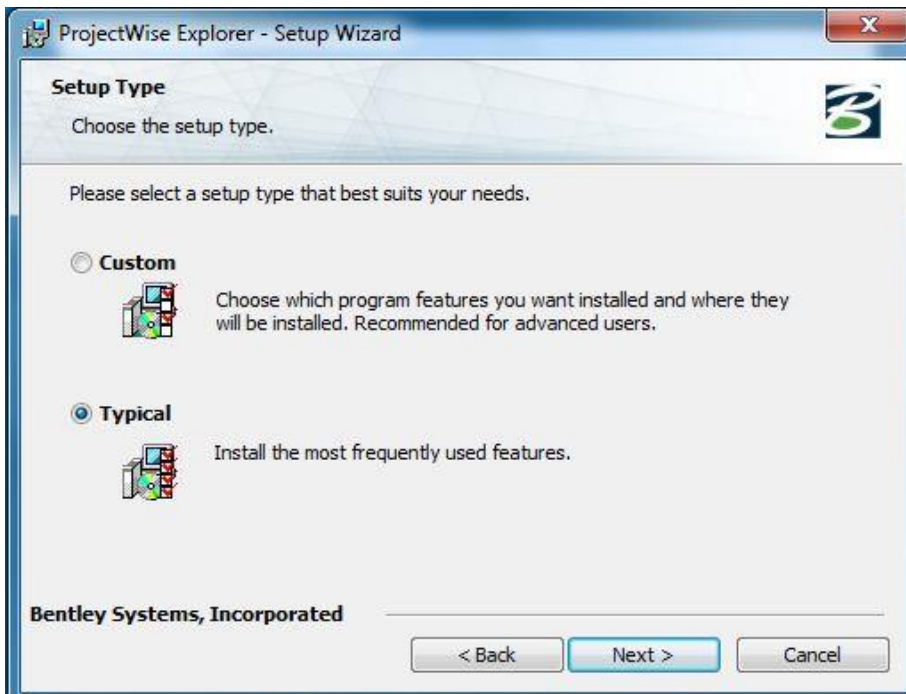 ProjectWise Explorer - Setup Wizard
Setup Type
Choose the setup type.
Please select a setup type that best suits your needs.
Custom
Choose which program features you want installed and where they
will be installed. Recommended for advanced users.
Typical
Install the most frequently used features.
Bentley Systems, Incorporated
< Back
Next >
Cancel